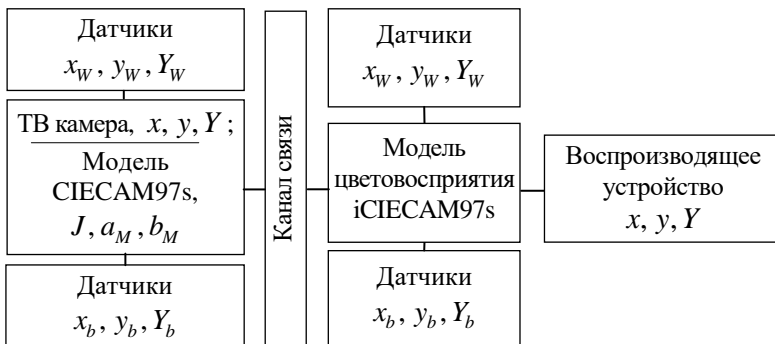 Датчики
x_W, y_W, Y_W
ТВ камера, x, y, Y;
Модель
CIECAM97s,
J, a_M, b_M
Датчики
x_b, y_b, Y_b
Канал связи
Датчики
x_W, y_W, Y_W
Модель
цветовосприятия
iCIECAM97s
Датчики
x_b, y_b, Y_b
Воспроизводящее
устройство
x, y, Y